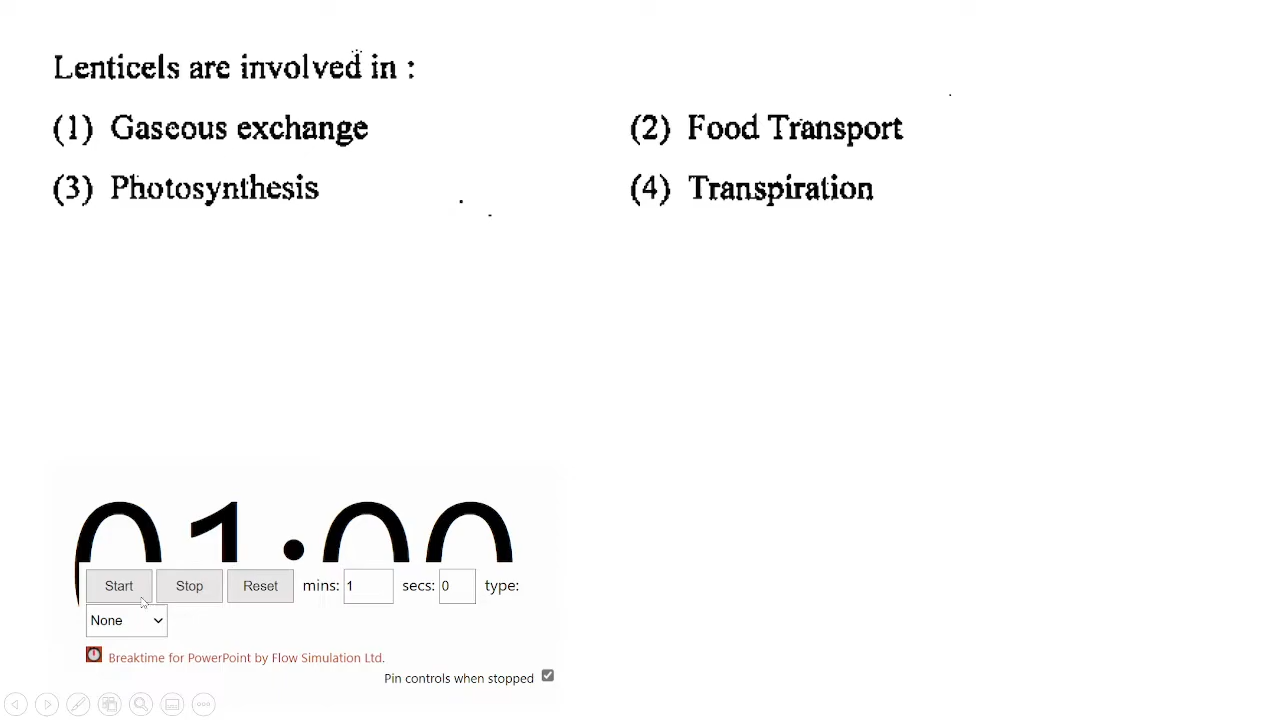 Lenticels are involved in :
(1) Gaseous exchange (2) Food Transport
(3) Photosynthesis (4) Transpiration
01:00
Start Stop Reset mins: 1 secs: 0 type:
None
Breaktime for PowerPoint by Flow Simulation Ltd.
Pin controls when stopped